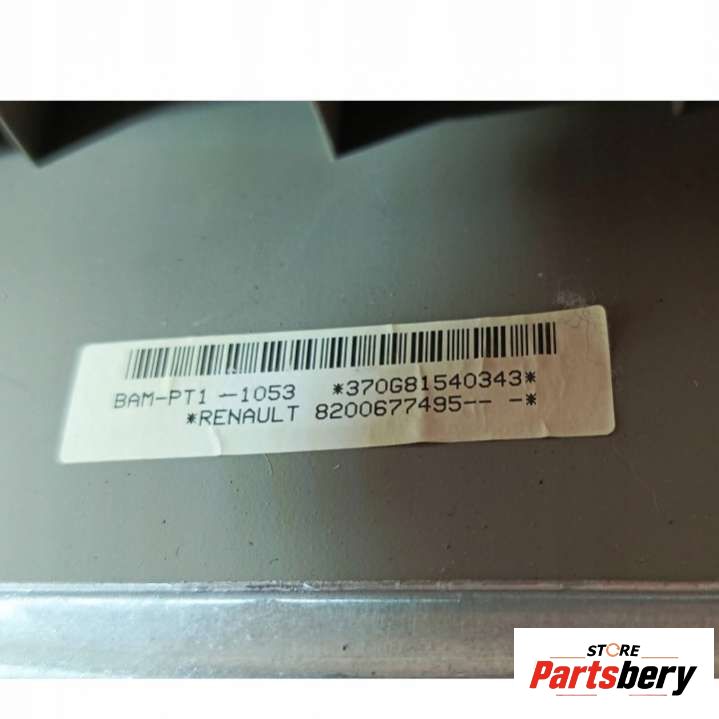 BAM-PT1 -1053 *370G81540343*
*RENAULT 8200677495-- -*
STORE
Partsbery